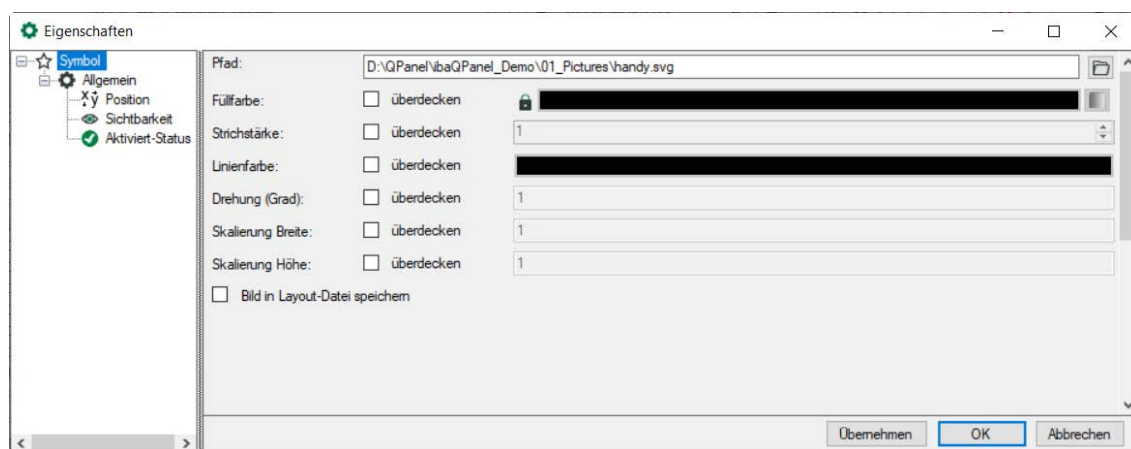 Eigenschaften
Symbol
Allgemein
Position
Sichtbarkeit
Aktiviert-Status
Pfad: D:\QPanel\ibaQPanel_Demo\01_Pictures\handy.svg
Füllfarbe: überdecken
Strichstärke: überdecken 1
Linienfarbe: überdecken
Drehung (Grad): überdecken 1
Skalierung Breite: überdecken 1
Skalierung Höhe: überdecken 1
Bild in Layout-Datei speichern
Übernehmen OK Abbrechen